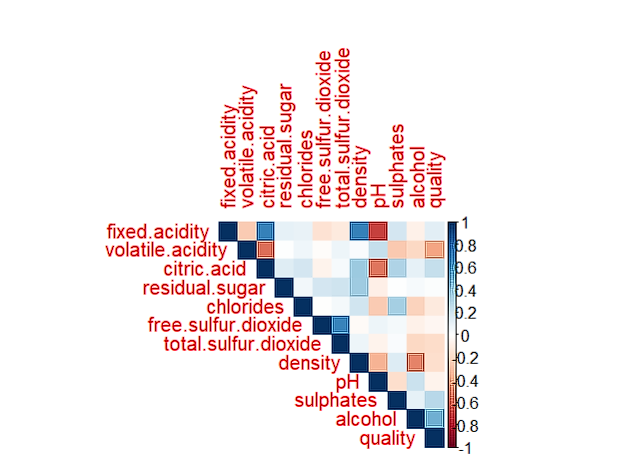 fixed.acidity
volatile.acidity
citric.acid
residual.sugar
chlorides
free.sulfur.dioxide
total.sulfur.dioxide
density
pH
sulphates
alcohol
quality
fixed.acidity
volatile.acidity
citric.acid
residual.sugar
chlorides
free.sulfur.dioxide
total.sulfur.dioxide
density
pH
sulphates
alcohol
quality
1
0.8
0.6
0.4
0.2
0
-0.2
-0.4
-0.6
-0.8
-1